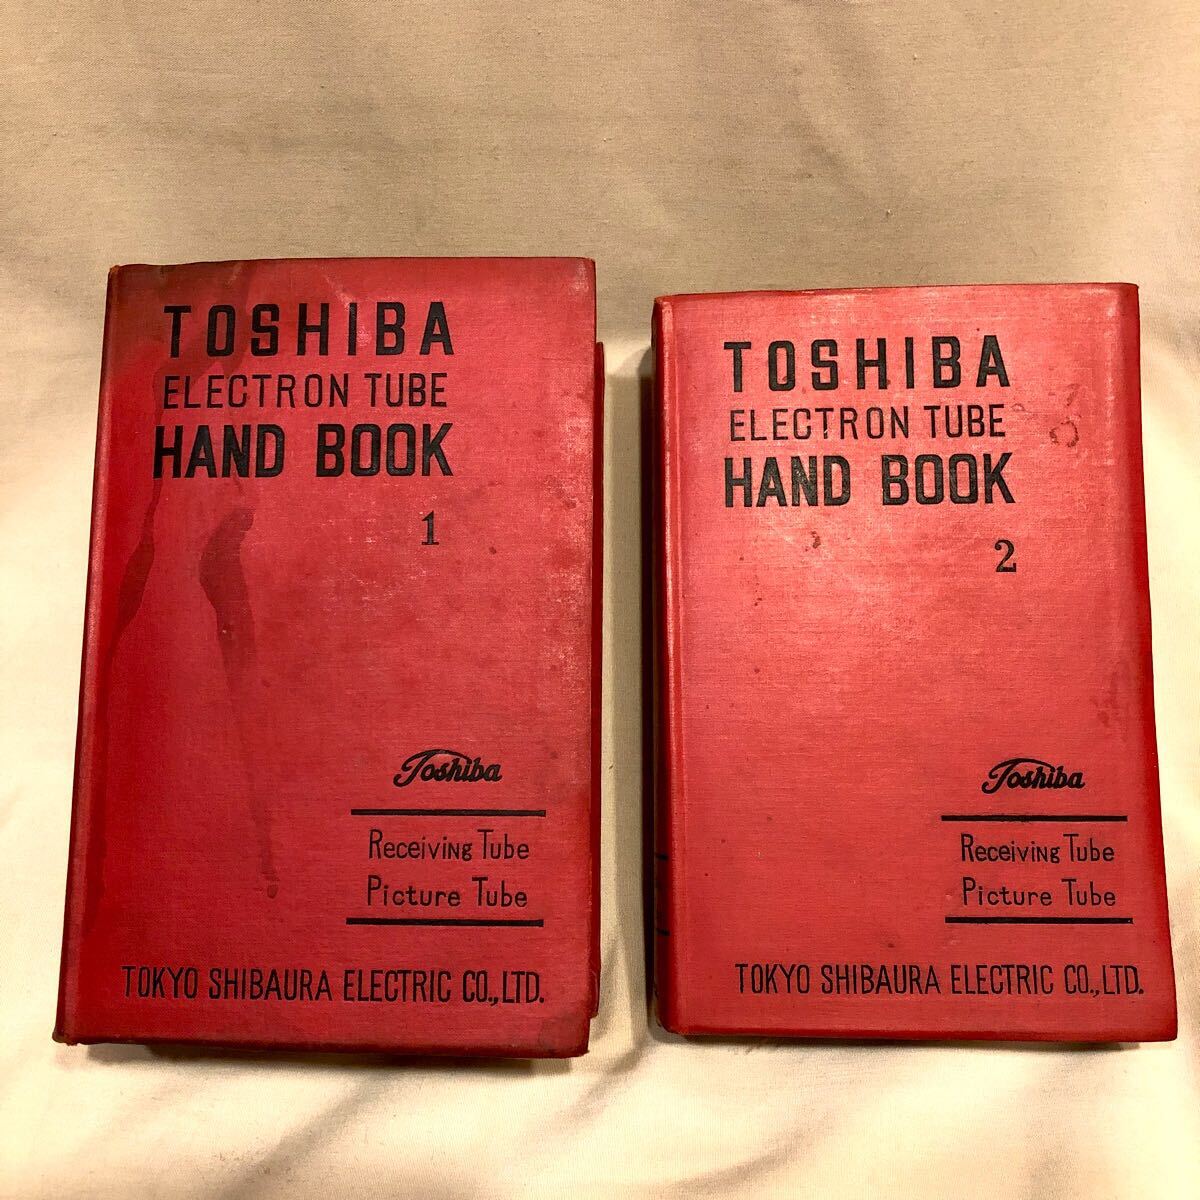 TOSHIBA
ELECTRON TUBE
HAND BOOK
1
Toshiba
Receiving Tube
Picture Tube
TOKYO SHIBAURA ELECTRIC CO.,LTD.
TOSHIBA
ELECTRON TUBE
HAND BOOK
2
Toshiba
Receiving Tube
Picture Tube
TOKYO SHIBAURA ELECTRIC CO.,LTD.